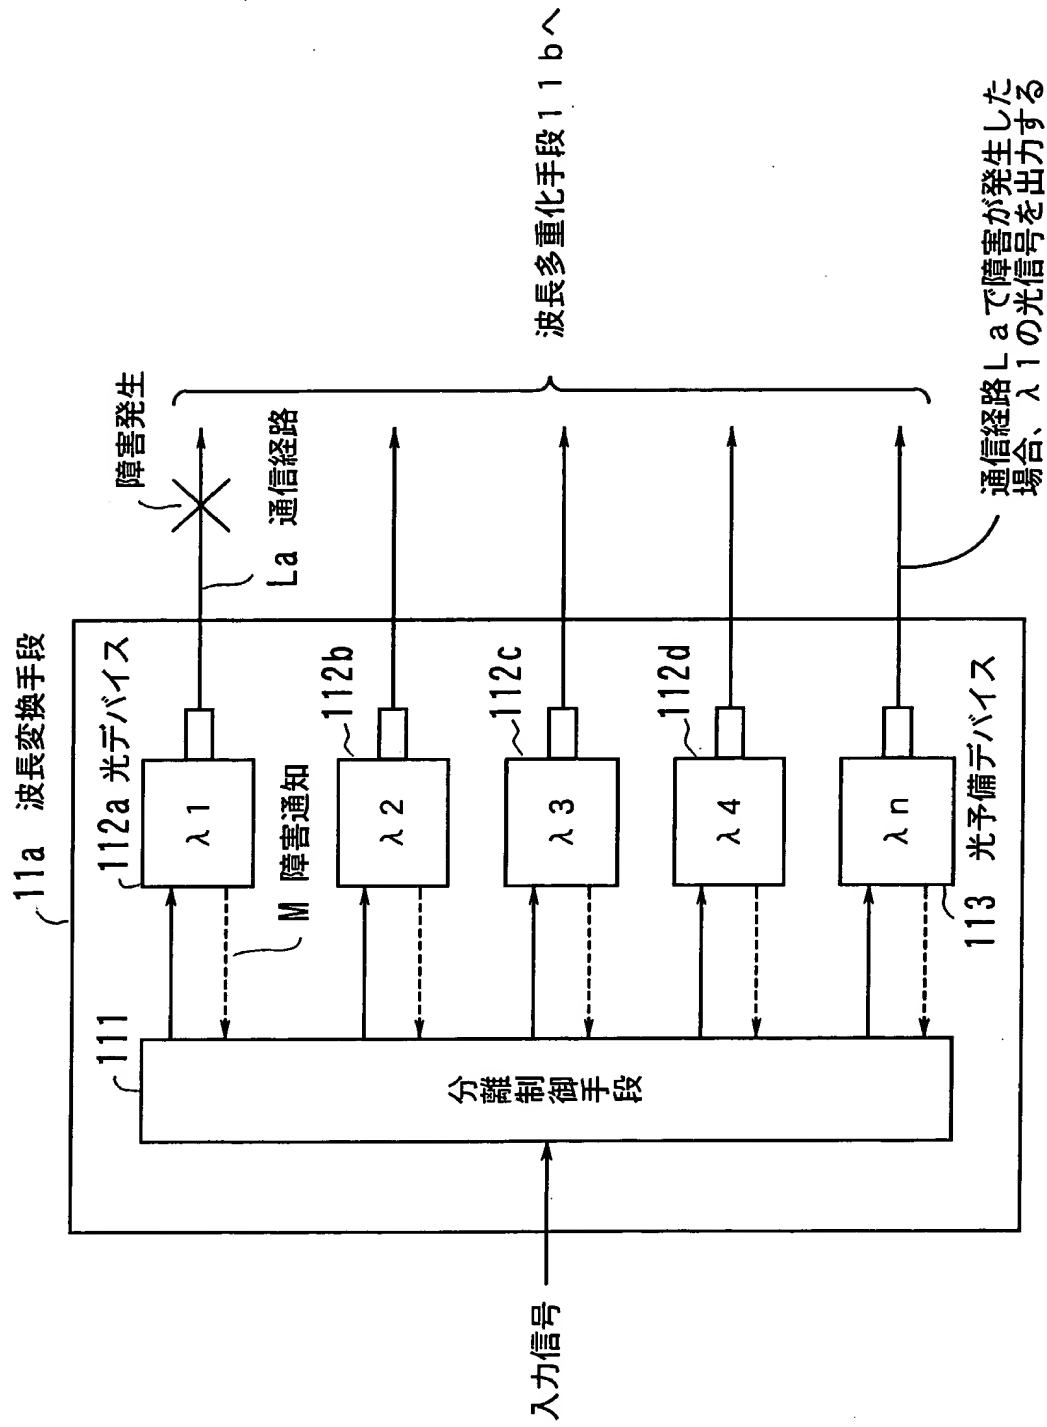 11a 波長変換手段
111
112a 光デバイス
λ1
M 障害通知
障害発生
La 通信経路
112b
λ2
112c
λ3
112d
λ4
λn
113 光予備デバイス
分離制御手段
入力信号
波長多重化手段11bへ
通信経路Laで障害が発生した
場合、λ1の光信号を出力する